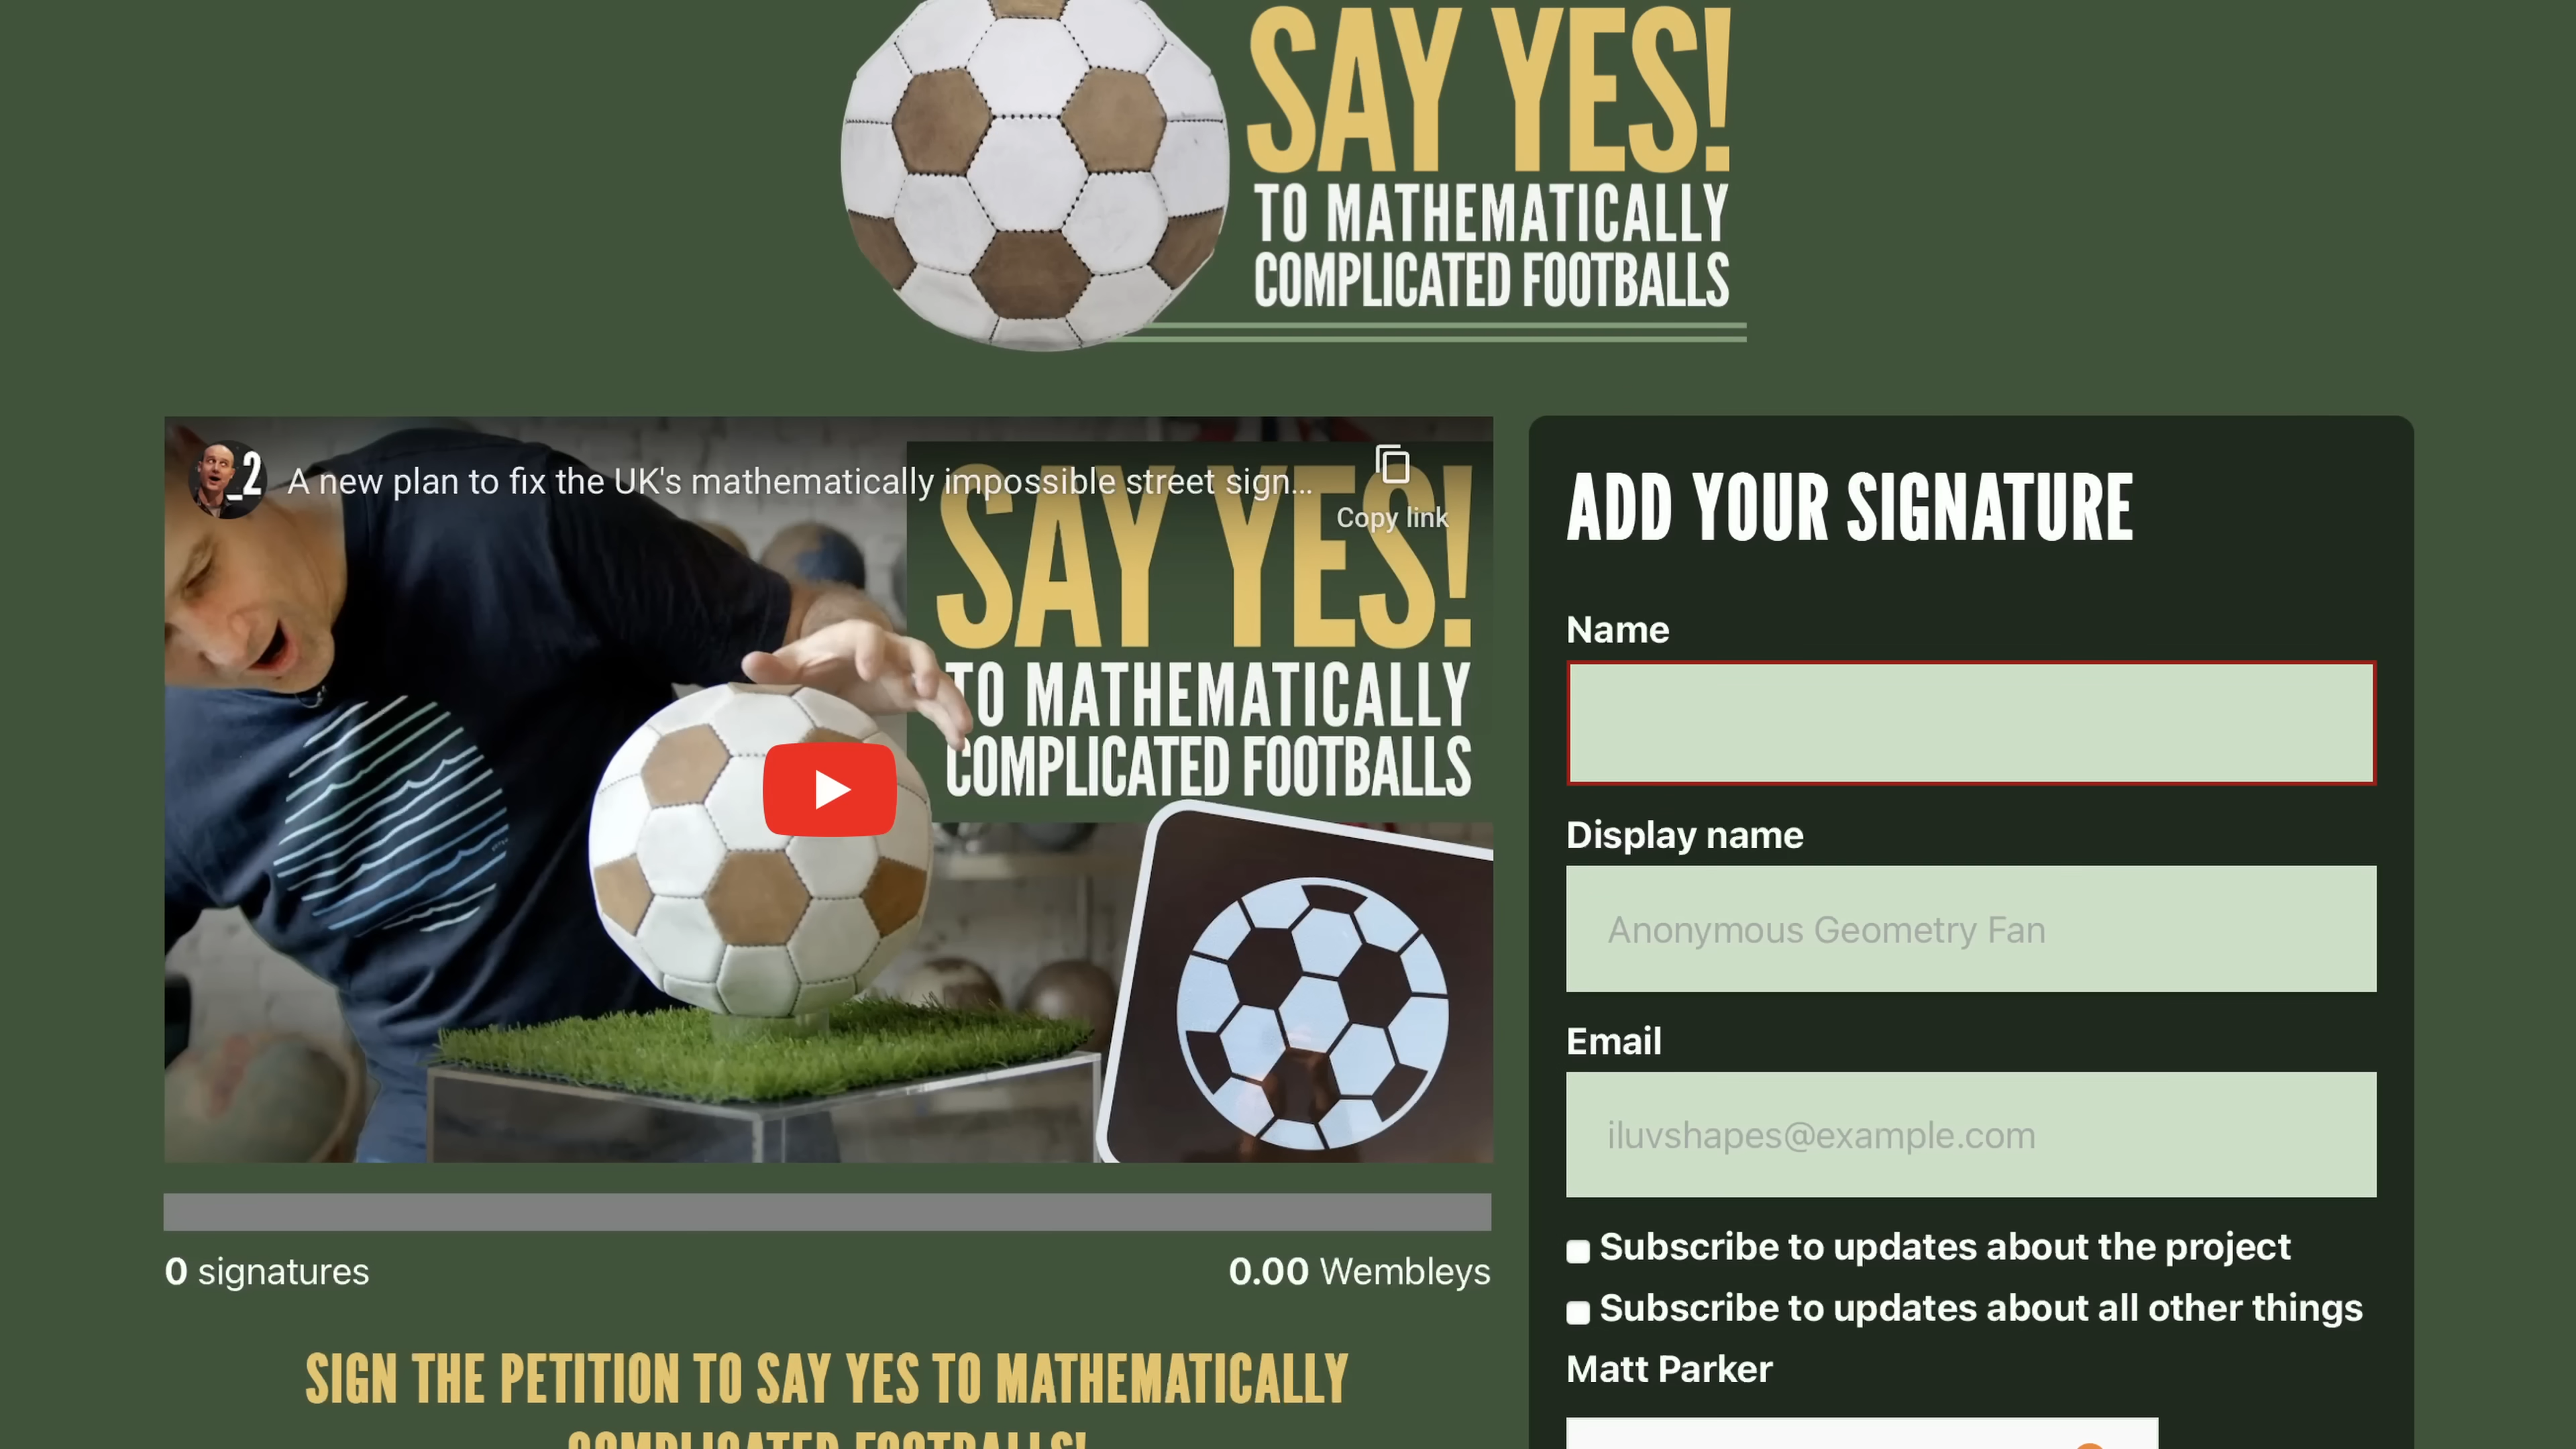 SAY YES!
TO MATHEMATICALLY
COMPLICATED FOOTBALLS
_2
A new plan to fix the UK's mathematically impossible street sign...
Copy link
SAY YES!
TO MATHEMATICALLY
COMPLICATED FOOTBALLS
0 signatures
0.00 Wembleys
SIGN THE PETITION TO SAY YES TO MATHEMATICALLY
COMPLICATED FOOTBALLS!
ADD YOUR SIGNATURE
Name
Display name
Anonymous Geometry Fan
Email
iluvshapes@example.com
Subscribe to updates about the project
Subscribe to updates about all other things
Matt Parker